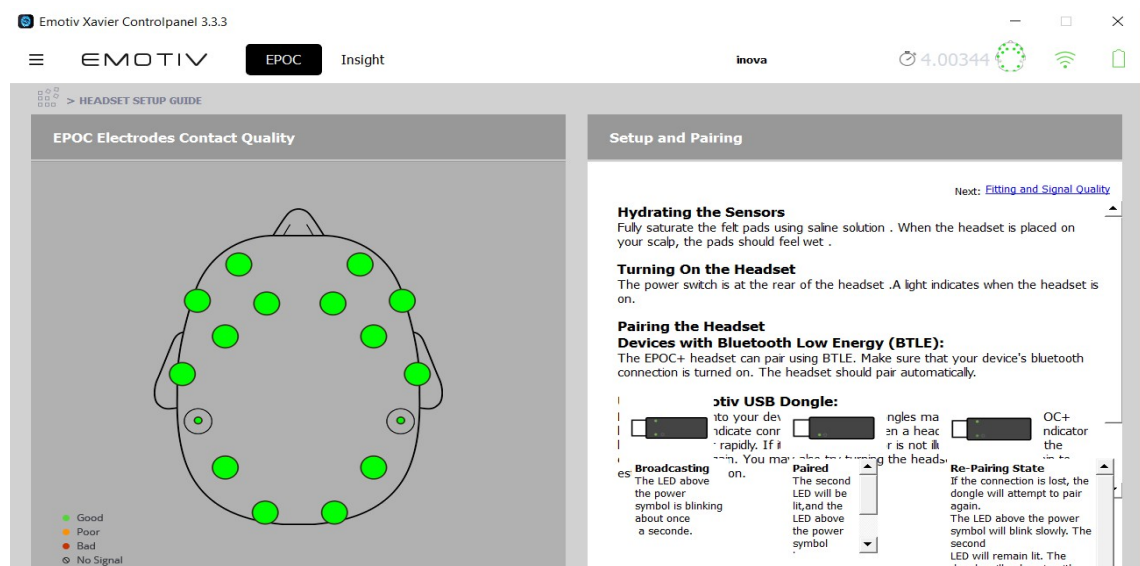 Emotiv Xavier Controlpanel 3.3.3
EMOTIV
EPOC
Insight
inova
4.00344
> HEADSET SETUP GUIDE
EPOC Electrodes Contact Quality
Good
Poor
Bad
No Signal
Setup and Pairing
Next: Fitting and Signal Quality
Hydrating the Sensors
Fully saturate the felt pads using saline solution . When the headset is placed on
your scalp, the pads should feel wet .
Turning On the Headset
The power switch is at the rear of the headset .A light indicates when the headset is
on.
Pairing the Headset
Devices with Bluetooth Low Energy (BTLE):
The EPOC+ headset can pair using BTLE. Make sure that your device's bluetooth
connection is turned on. The headset should pair automatically.
USB Dongle:
OC+
rapidly. If
the
You the
on.
Broadcasting
The LED above
the power
symbol is blinking
about once
a seconde.
Paired
The second
LED will be
lit,and the
LED above
the power
symbol
Re-Pairing State
If the connection is lost, the
dongle will attempt to pair
again.
The LED above the power
symbol will blink slowly. The
second
LED will remain lit. The